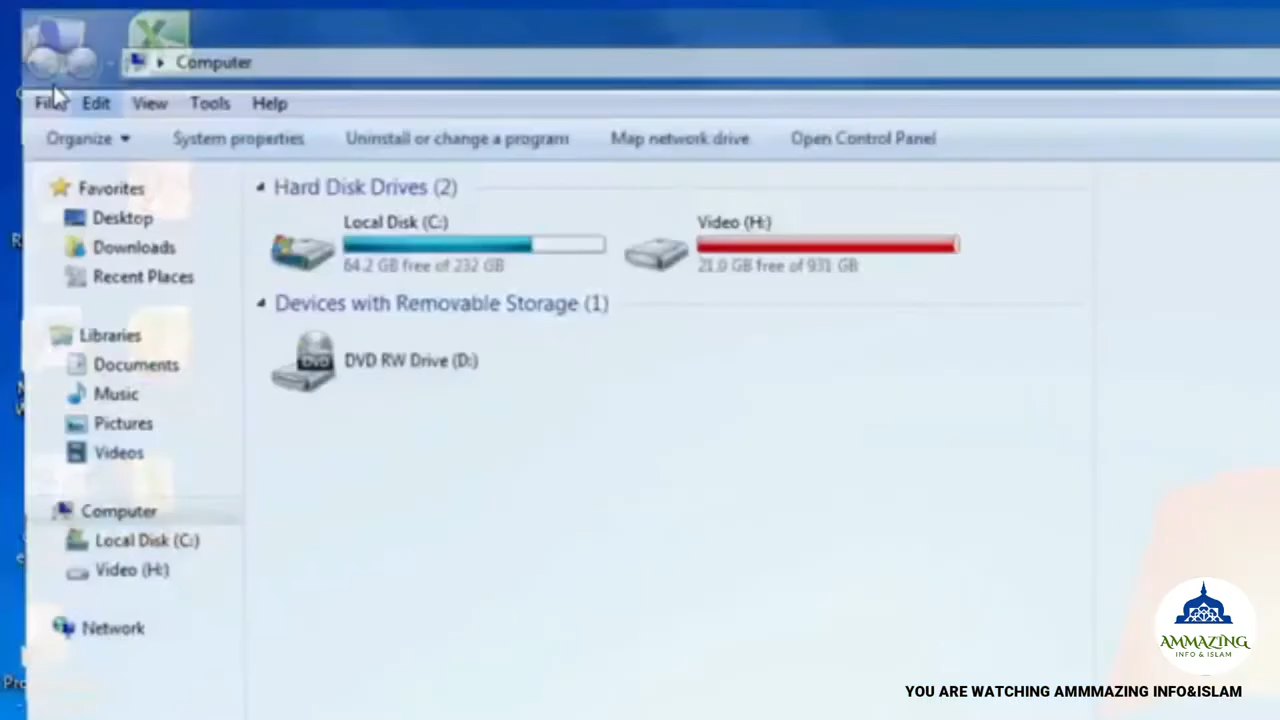 Computer
File Edit View Tools Help
Organize System properties Uninstall or change a program Map network drive Open Control Panel
Favorites
Desktop
Downloads
Recent Places
Libraries
Documents
Music
Pictures
Videos
Computer
Local Disk (C:)
Video (H:)
Network
Hard Disk Drives (2)
Local Disk (C:)
64.2 GB free of 232 GB
Video (H:)
21.0 GB free of 931 GB
Devices with Removable Storage (1)
DVD
DVD RW Drive (D:)
AMMAZING
INFO & ISLAM
YOU ARE WATCHING AMMMAZING INFO&ISLAM